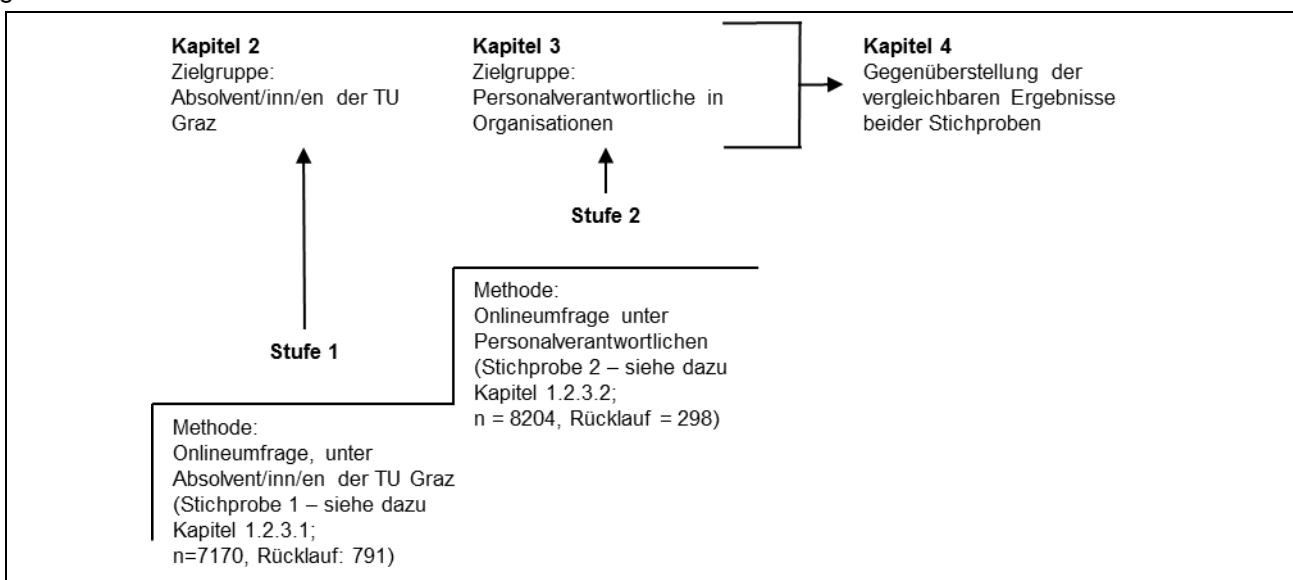 Kapitel 2
Zielgruppe:
Absolvent/inn/en der TU
Graz
Kapitel 3
Zielgruppe:
Personalverantwortliche in
Organisationen
Kapitel 4
Gegenüberstellung der
vergleichbaren Ergebnisse
beider Stichproben
Stufe 2
Stufe 1
Methode:
Onlineumfrage unter
Personalverantwortlichen
(Stichprobe 2 – siehe dazu
Kapitel 1.2.3.2;
n = 8204, Rücklauf = 298)
Methode:
Onlineumfrage, unter
Absolvent/inn/en der TU Graz
(Stichprobe 1 – siehe dazu
Kapitel 1.2.3.1;
n=7170, Rücklauf: 791)